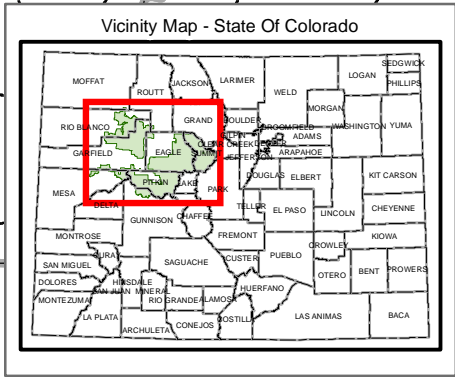 Vicinity Map - State Of Colorado
SEDGWICK
MOFFAT ROUTT JACKSON LARIMER WELD LOGAN PHILLIPS
MORGAN
RIO BLANCO GRAND BOULDER BROOMFIELD ADAMS WASHINGTON YUMA
GARFIELD EAGLE CLEAR CREEK ARAPAHOE
JEFFERSON
PITKIN LAKE PARK DOUGLAS ELBERT KIT CARSON
MESA
DELTA GUNNISON CHAFFEE TELLER EL PASO LINCOLN CHEYENNE
MONTROSE FREMONT KIOWA
OURAY SAGUACHE CUSTER PUEBLO CROWLEY
SAN MIGUEL OTERO BENT PROWERS
DOLORES HINSDALE
SAN JUAN MINERAL HUERFANO
MONTEZUMA RIO GRANDE ALAMOSA
LA PLATA COSTILLA LAS ANIMAS BACA
ARCHULETA CONEJOS